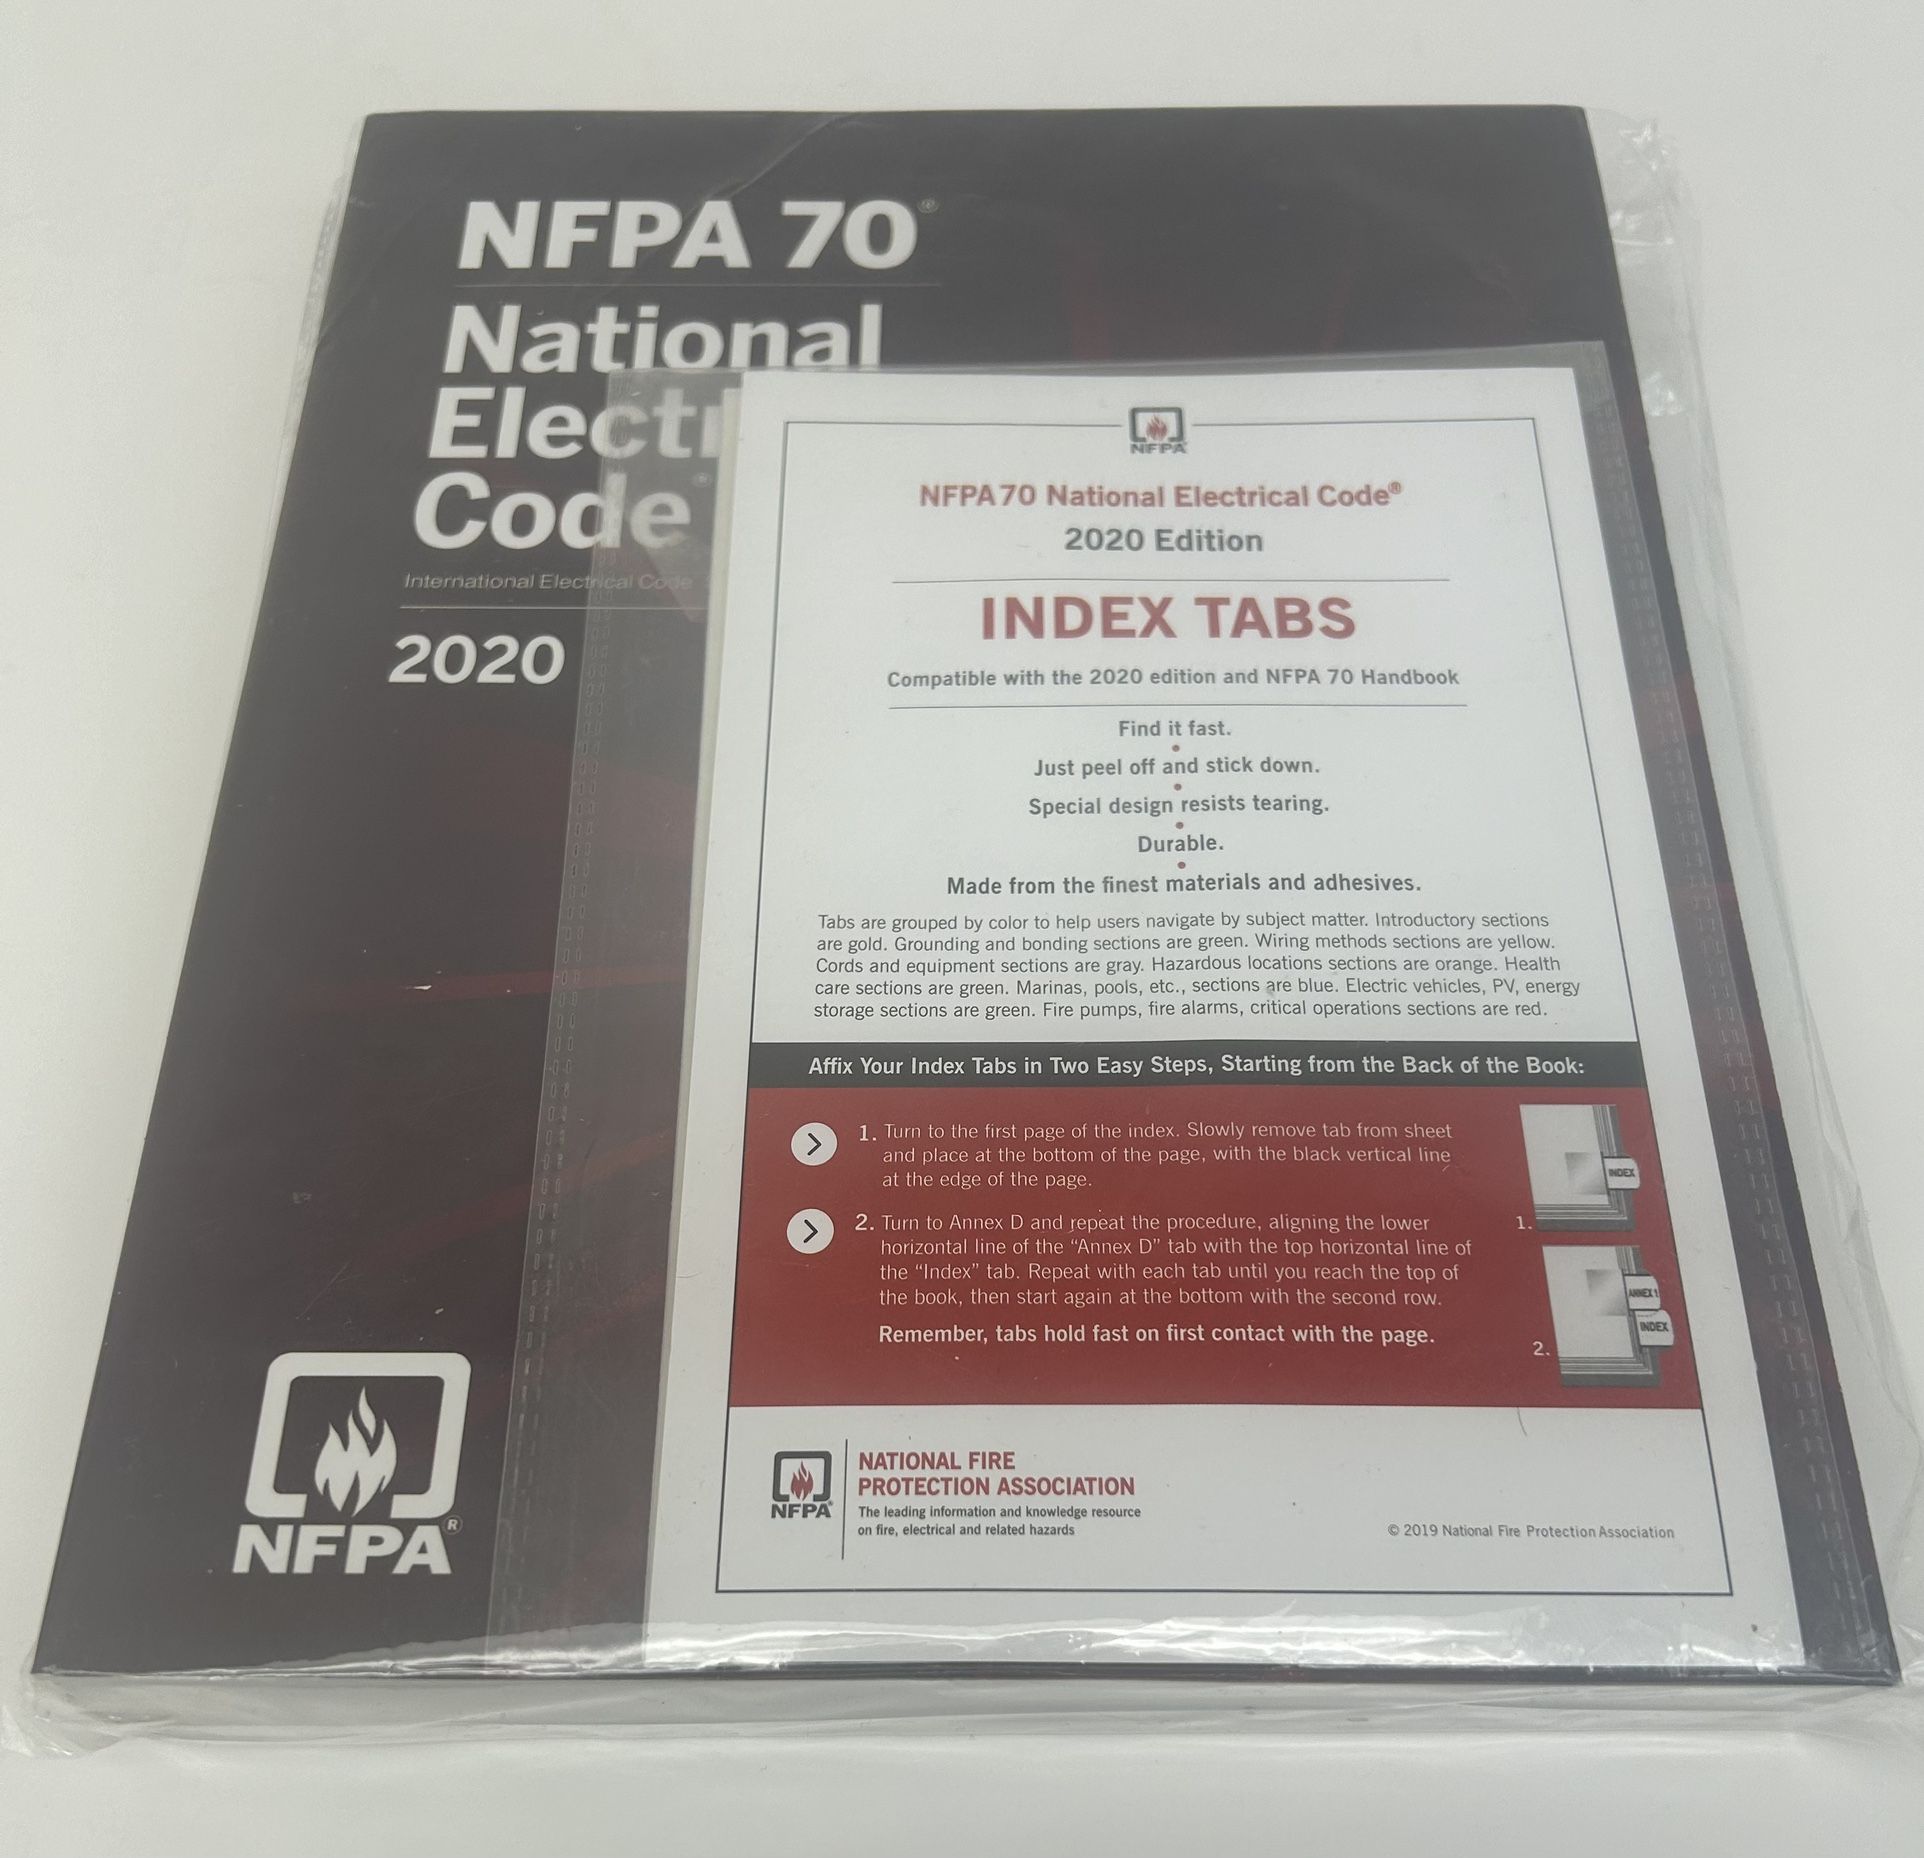 NFPA 70®
National
Electr
Code®
International Electrical Code
2020
NFPA®
NFPA
NFPA 70 National Electrical Code®
2020 Edition
INDEX TABS
Compatible with the 2020 edition and NFPA 70 Handbook
Find it fast.
•
Just peel off and stick down.
•
Special design resists tearing.
•
Durable.
•
Made from the finest materials and adhesives.
Tabs are grouped by color to help users navigate by subject matter. Introductory sections
are gold. Grounding and bonding sections are green. Wiring methods sections are yellow.
Cords and equipment sections are gray. Hazardous locations sections are orange. Health
care sections are green. Marinas, pools, etc., sections are blue. Electric vehicles, PV, energy
storage sections are green. Fire pumps, fire alarms, critical operations sections are red.
Affix Your Index Tabs in Two Easy Steps, Starting from the Back of the Book:
1. Turn to the first page of the index. Slowly remove tab from sheet
and place at the bottom of the page, with the black vertical line
at the edge of the page.
INDEX
1.
2. Turn to Annex D and repeat the procedure, aligning the lower
horizontal line of the “Annex D” tab with the top horizontal line of
the “Index” tab. Repeat with each tab until you reach the top of
the book, then start again at the bottom with the second row.
Remember, tabs hold fast on first contact with the page.
ANNEX 1
INDEX
2.
NFPA®
NATIONAL FIRE
PROTECTION ASSOCIATION
The leading information and knowledge resource
on fire, electrical and related hazards
© 2019 National Fire Protection Association